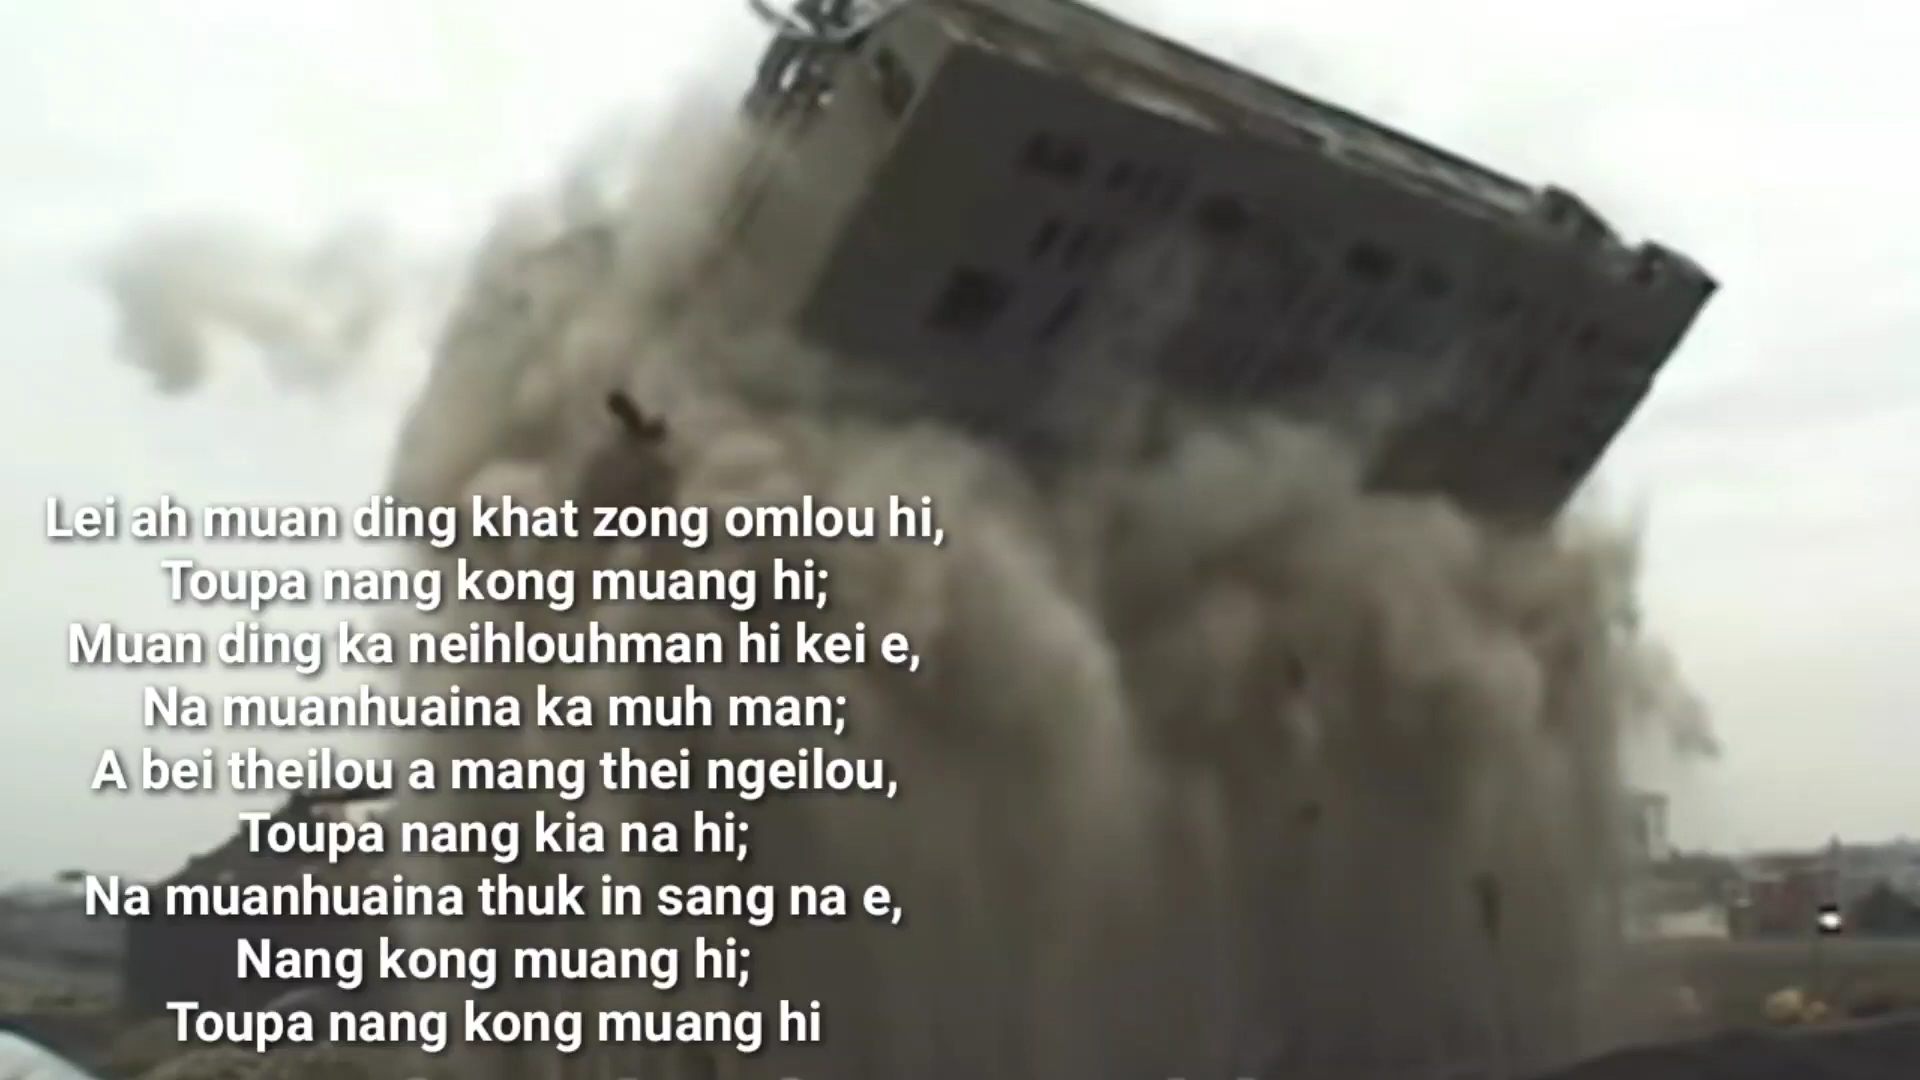 Lei ah muan ding khat zong omlou hi,
Toupa nang kong muang hi;
Muan ding ka neihlouhman hi kei e,
Na muanhuaina ka muh man;
A bei theilou a mang thei ngeilou,
Toupa nang kia na hi;
Na muanhuaina thuk in sang na e,
Nang kong muang hi;
Toupa nang kong muang hi